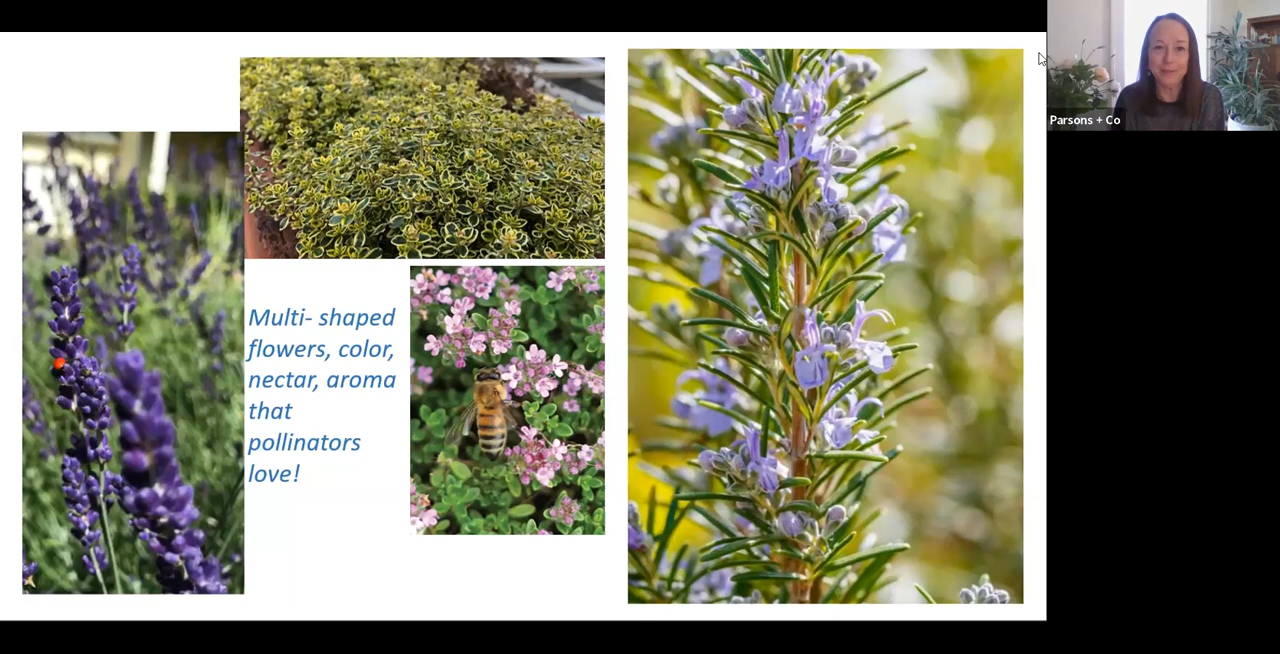 Multi- shaped
flowers, color,
nectar, aroma
that
pollinators
love!
Parsons + Co